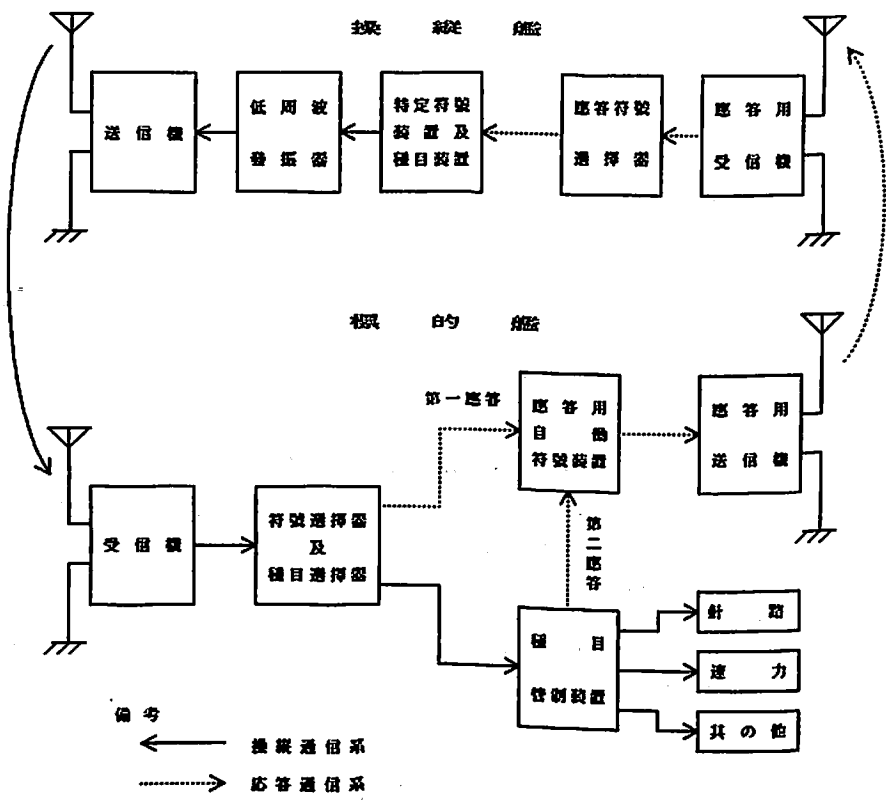 操縦艦
送信機
低周波
發振器
特定符號
装置及
種目装置
應答符號
選擇器
應答用
受信機
標的艦
第一應答
應答用
自働
符號装置
應答用
送信機
受信機
符號選擇器
及
種目選擇器
第二應答
種目
管制装置
針路
速力
其の他
備考
操縦通信系
応答通信系